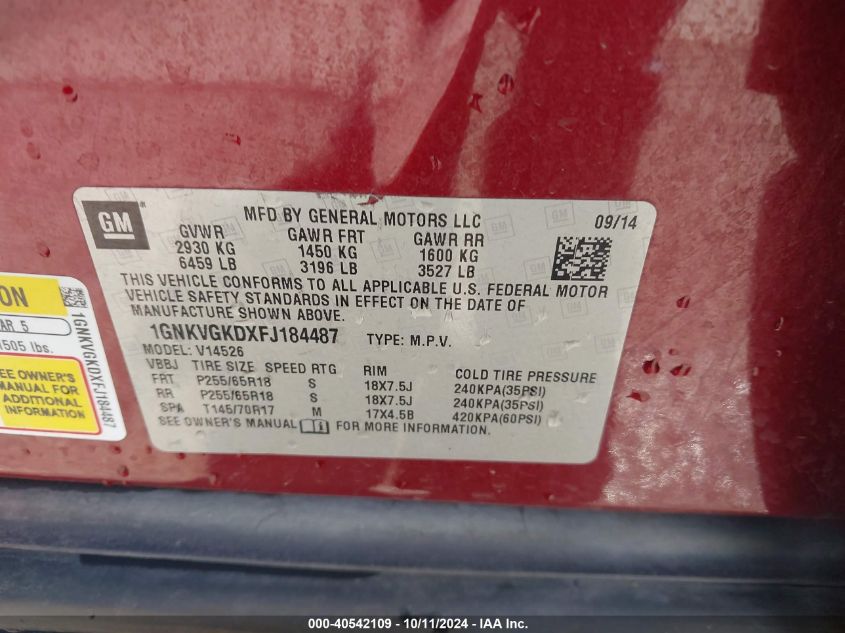 GM
MFD BY GENERAL MOTORS LLC 09/14
GVWR GAWR FRT GAWR RR
2930 KG 1450 KG 1600 KG
6459 LB 3196 LB 3527 LB
THIS VEHICLE CONFORMS TO ALL APPLICABLE U.S. FEDERAL MOTOR
VEHICLE SAFETY STANDARDS IN EFFECT ON THE DATE OF
MANUFACTURE SHOWN ABOVE.
1GNKVGKDXFJ184487 TYPE: M.P.V.
MODEL: V14526
VBBJ TIRE SIZE SPEED RTG RIM COLD TIRE PRESSURE
FRT P255/65R18 S 18X7.5J 240KPA(35PSI)
RR P255/65R18 S 18X7.5J 240KPA(35PSI)
SPA T145/70R17 M 17X4.5B 420KPA(60PSI)
SEE OWNER'S MANUAL FOR MORE INFORMATION.
ION
AR 5
1505 lbs.
SEE OWNER'S
MANUAL FOR
ADDITIONAL
INFORMATION
1GNKVGKDXFJ184487
000-40542109 - 10/11/2024 - IAA Inc.